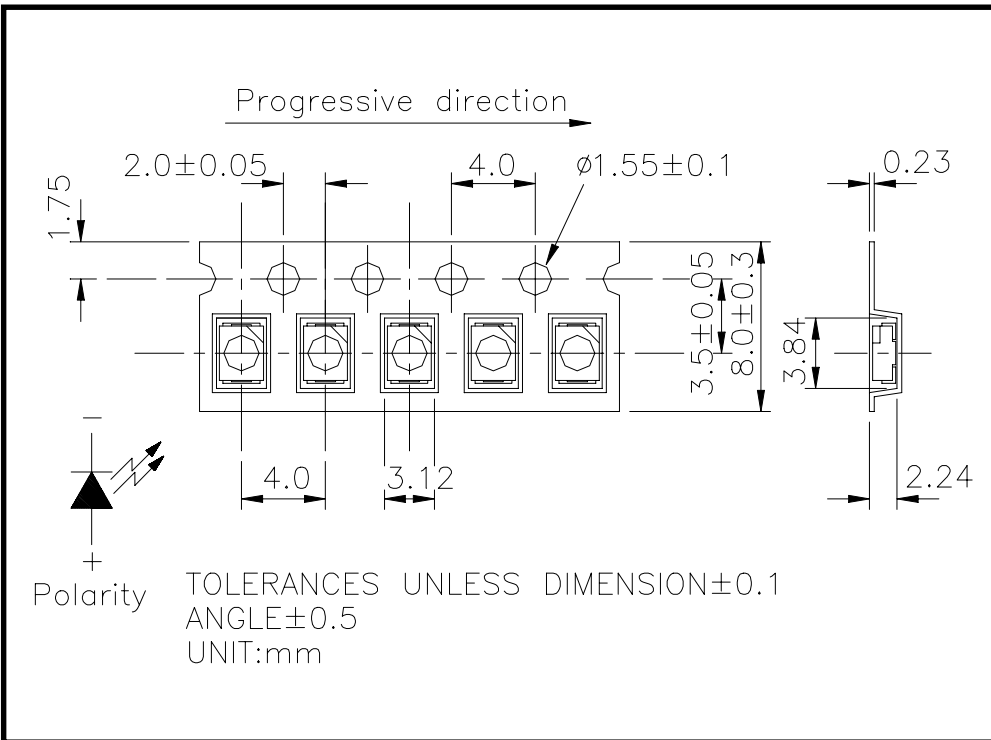 Progressive direction
2.0±0.05
4.0
ø1.55±0.1
0.23
1.75
3.5±0.05
8.0±0.3
3.84
−
4.0
3.12
2.24
+
Polarity
TOLERANCES UNLESS DIMENSION±0.1
ANGLE±0.5
UNIT:mm